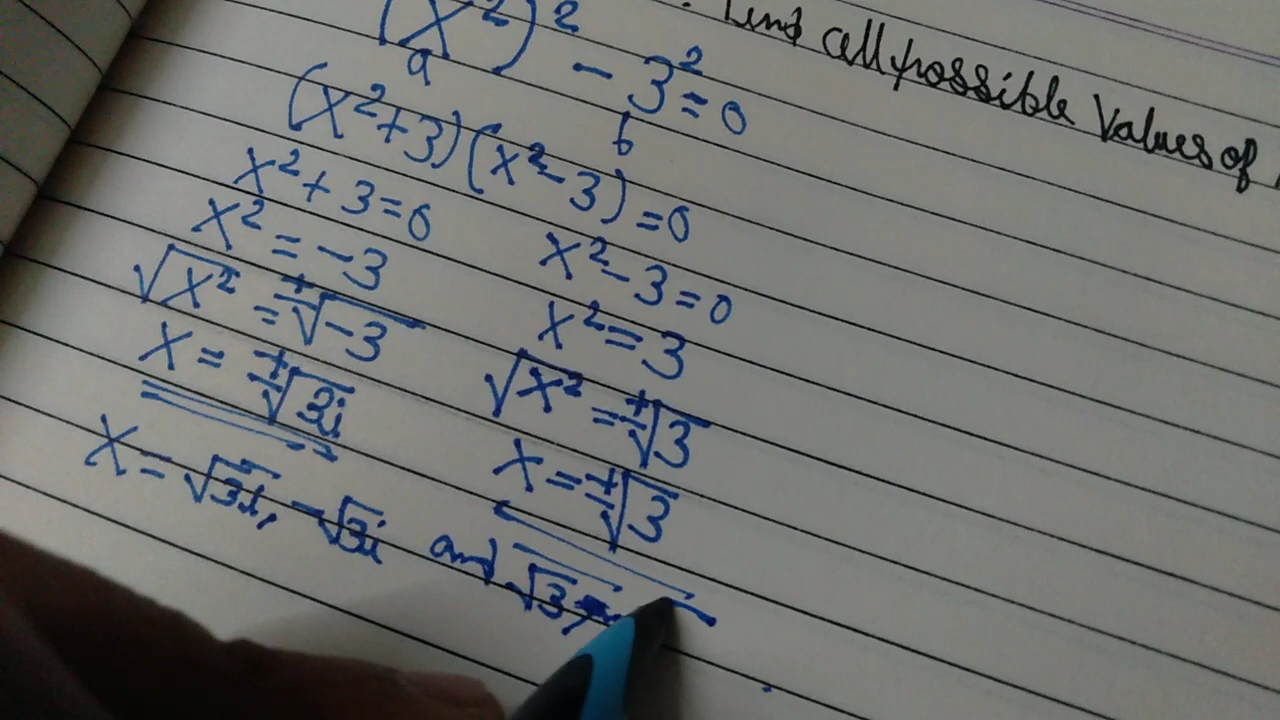 : Find all possible Values of
(x²)² - 3² = 0
a b
(x²+3)(x²-3) = 0
x² + 3 = 0 x² - 3 = 0
x² = -3 x² = 3
√x² = ±√-3 √x² = ±√3
x = ±√3i x = ±√3
x = √3i, -√3i and √3,